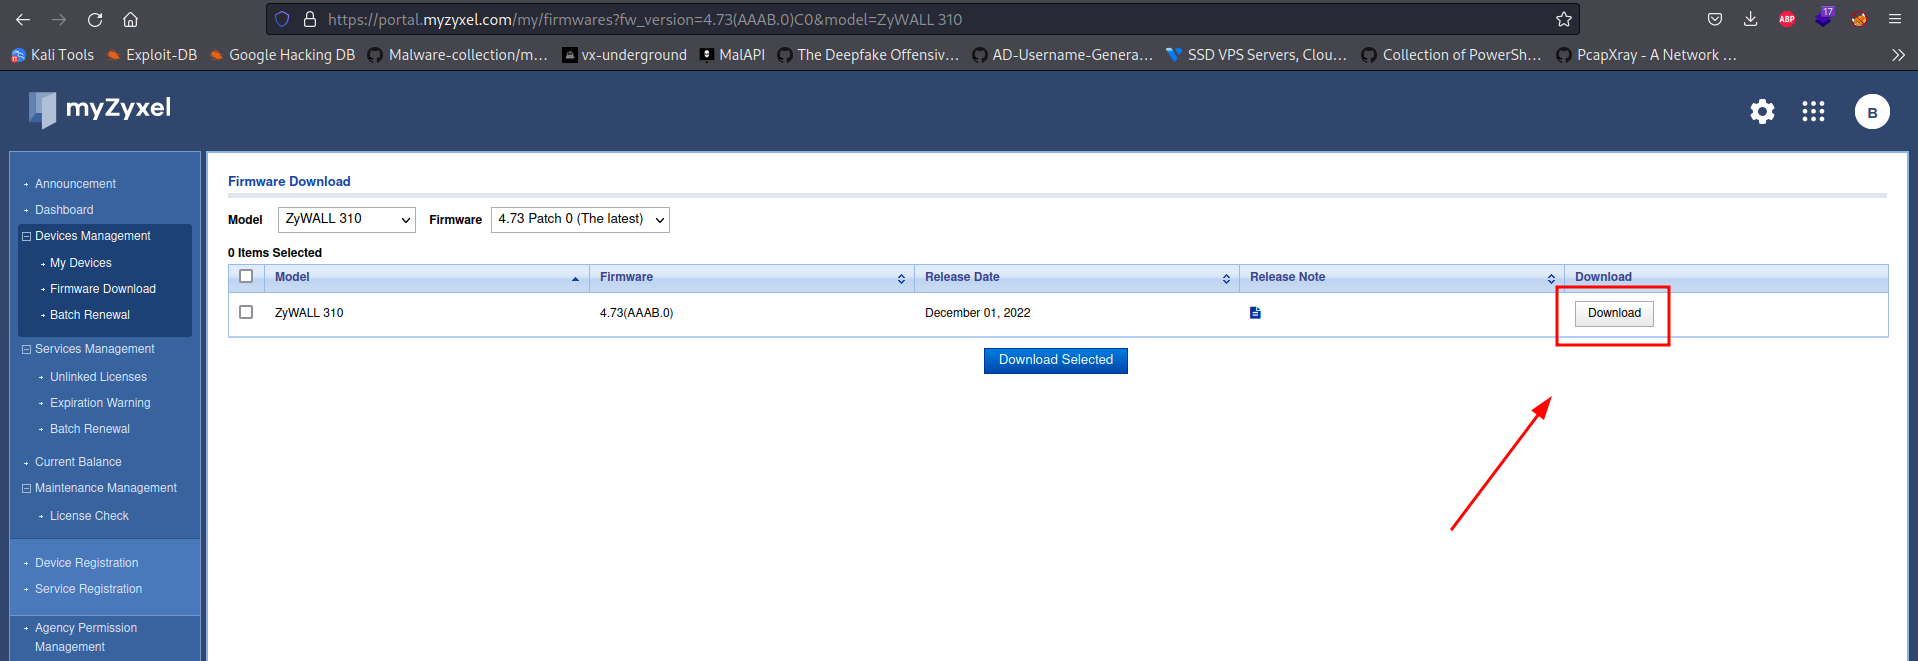 https://portal.myzyxel.com/my/firmwares?fw_version=4.73(AAAB.0)C0&model=ZyWALL 310
ABP
17
Kali Tools Exploit-DB Google Hacking DB Malware-collection/m… vx-underground MalAPI The Deepfake Offensiv… AD-Username-Genera… SSD VPS Servers, Clou… Collection of PowerSh… PcapXray - A Network …
myZyxel
B
Announcement
Dashboard
Devices Management
My Devices
Firmware Download
Batch Renewal
Services Management
Unlinked Licenses
Expiration Warning
Batch Renewal
Current Balance
Maintenance Management
License Check
Device Registration
Service Registration
Agency Permission
Management
Firmware Download
Model ZyWALL 310 Firmware 4.73 Patch 0 (The latest)
0 Items Selected
Model Firmware Release Date Release Note Download
ZyWALL 310 4.73(AAAB.0) December 01, 2022 Download
Download Selected